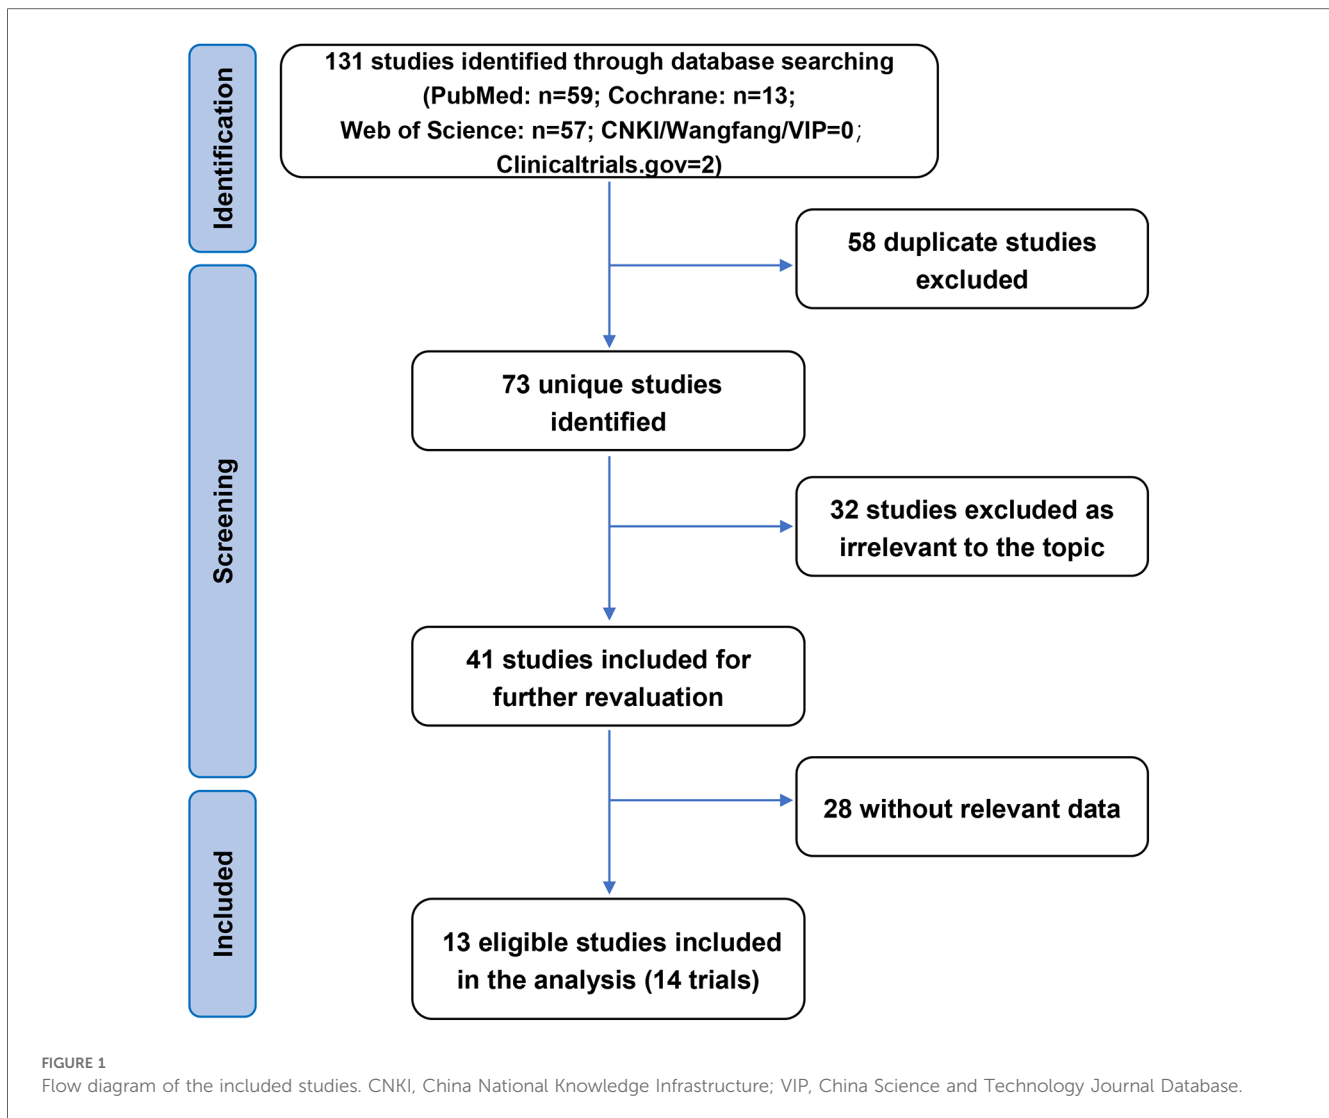 Identification
131 studies identified through database searching
(PubMed: n=59; Cochrane: n=13;
Web of Science: n=57; CNKI/Wangfang/VIP=0;
Clinicaltrials.gov=2)
58 duplicate studies
excluded
Screening
73 unique studies
identified
32 studies excluded as
irrelevant to the topic
41 studies included for
further revaluation
28 without relevant data
Included
13 eligible studies included
in the analysis (14 trials)
FIGURE 1
Flow diagram of the included studies. CNKI, China National Knowledge Infrastructure; VIP, China Science and Technology Journal Database.